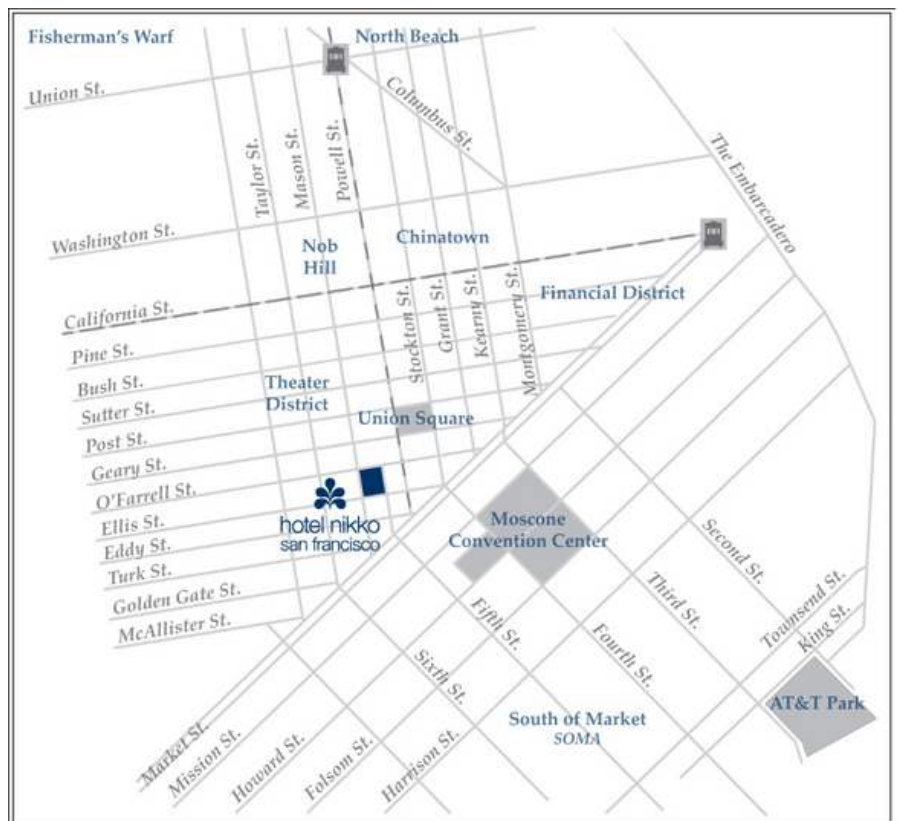 Fisherman's Warf
North Beach
Union St.
Columbus St.
Taylor St.
Mason St.
Powell St.
The Embarcadero
Washington St.
Nob
Hill
Chinatown
California St.
Stockton St.
Grant St.
Kearny St.
Montgomery St.
Financial District
Pine St.
Bush St.
Sutter St.
Post St.
Geary St.
O'Farrell St.
Ellis St.
Eddy St.
Turk St.
Golden Gate St.
McAllister St.
Theater
District
Union Square
hotel nikko
san francisco
Moscone
Convention Center
Second St.
Third St.
Fourth St.
Fifth St.
Sixth St.
Townsend St.
King St.
AT&T Park
South of Market
SOMA
Market St.
Mission St.
Howard St.
Folsom St.
Harrison St.